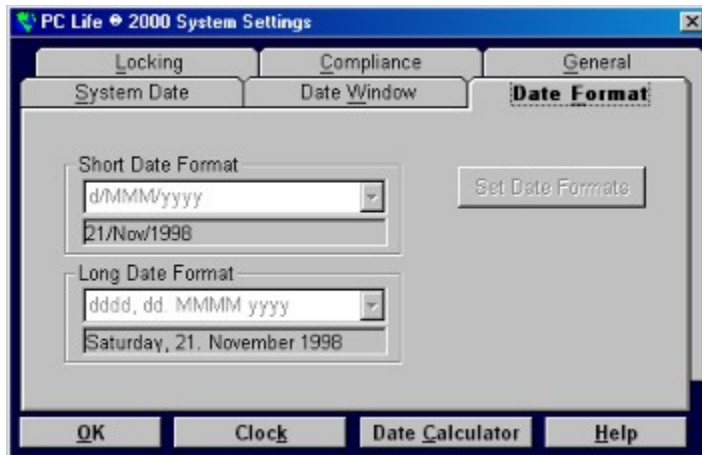 PC Life 2000 System Settings
Locking Compliance General
System Date Date Window Date Format
Short Date Format
d/MMM/yyyy
Set Date Formats
21/Nov/1998
Long Date Format
dddd, dd. MMMM yyyy
Saturday, 21. November 1998
OK Clock Date Calculator Help